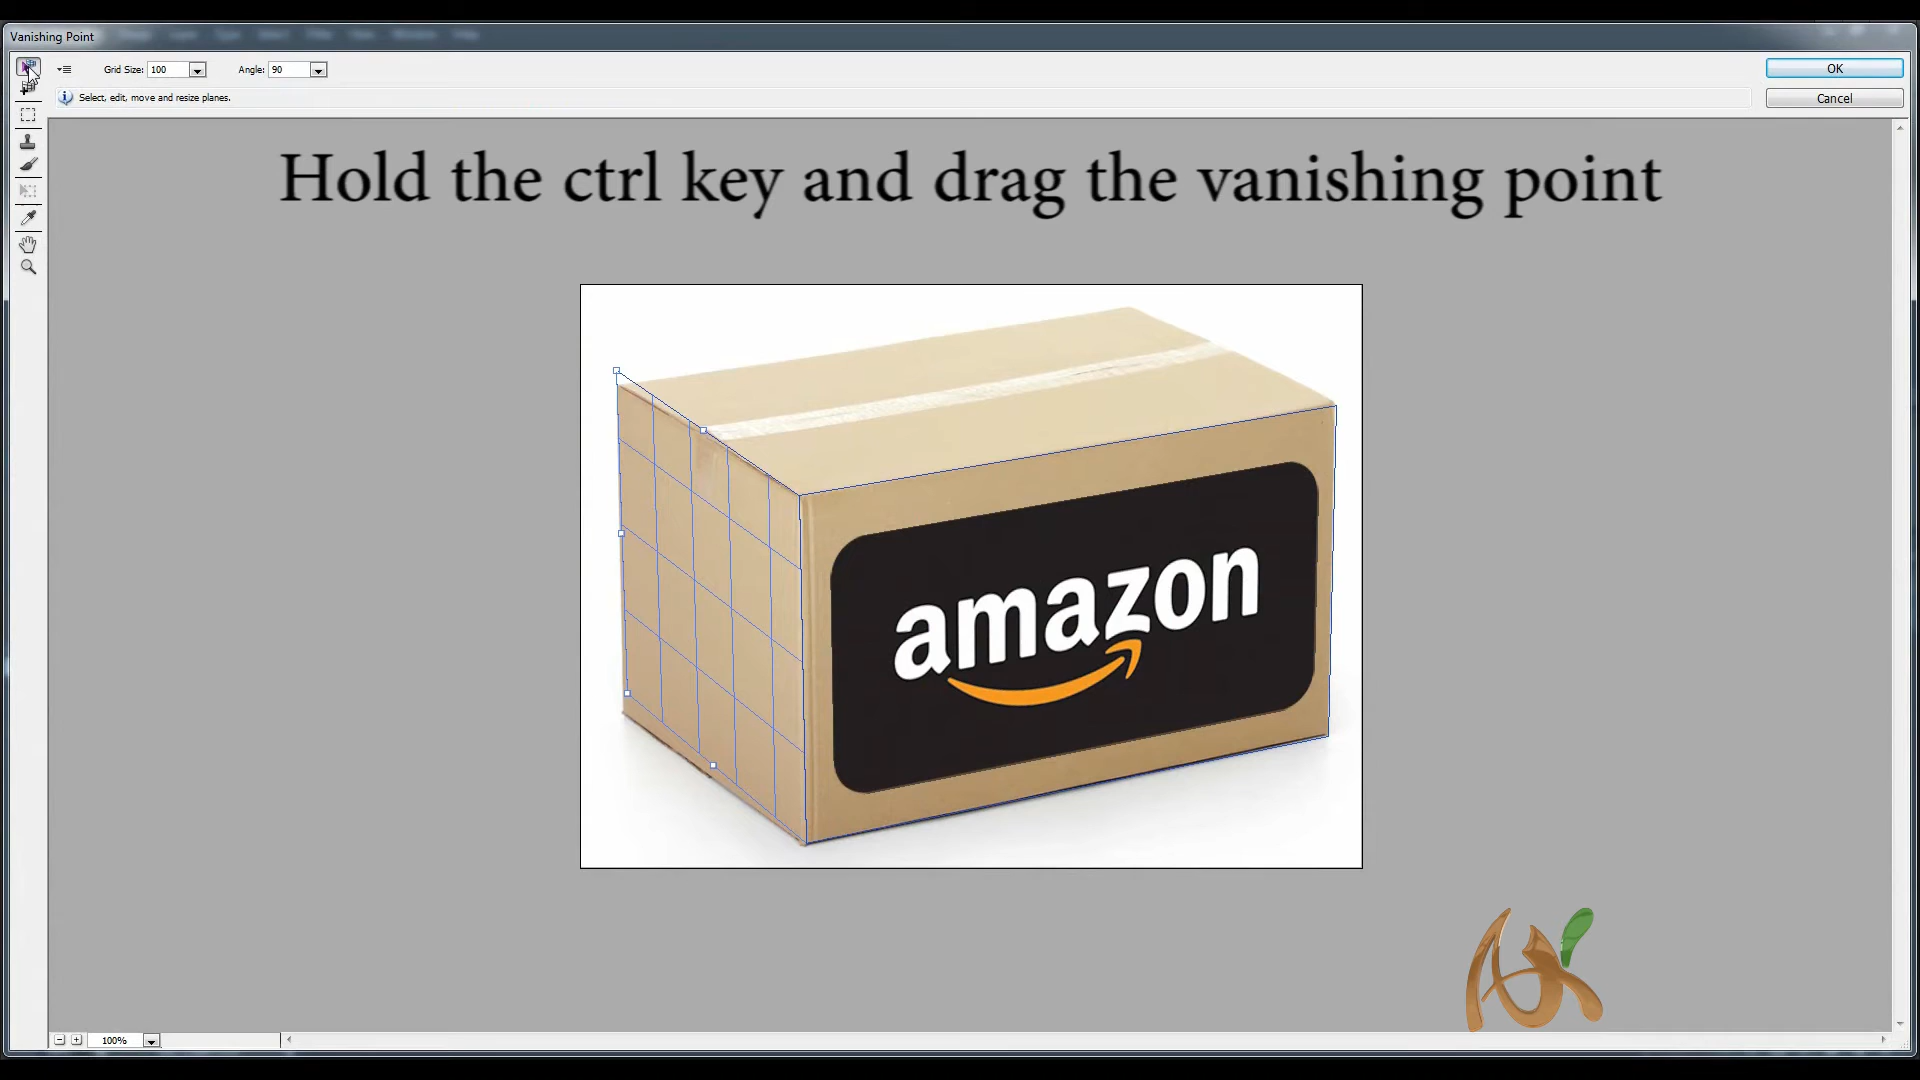 Vanishing Point
Grid Size: 100 Angle: 90
OK
Select, edit, move and resize planes.
Cancel
Hold the ctrl key and drag the vanishing point
amazon
100%